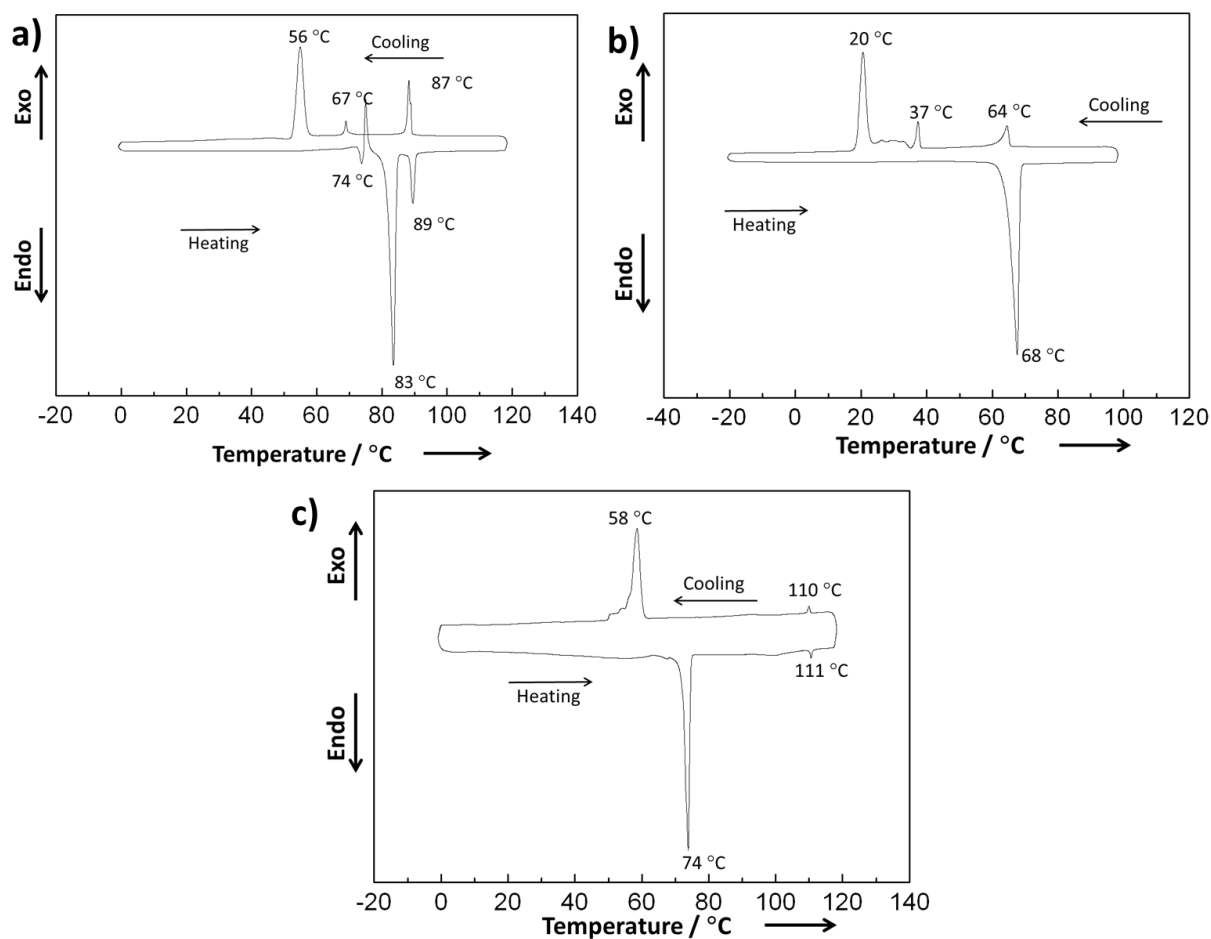 a)
Exo
Endo
56 °C
67 °C
Cooling
87 °C
74 °C
89 °C
Heating
83 °C
-20 0 20 40 60 80 100 120 140
Temperature / °C
b)
Exo
Endo
20 °C
37 °C
64 °C
Cooling
Heating
68 °C
-40 -20 0 20 40 60 80 100 120
Temperature / °C
c)
Exo
Endo
58 °C
Cooling
110 °C
111 °C
Heating
74 °C
-20 0 20 40 60 80 100 120 140
Temperature / °C